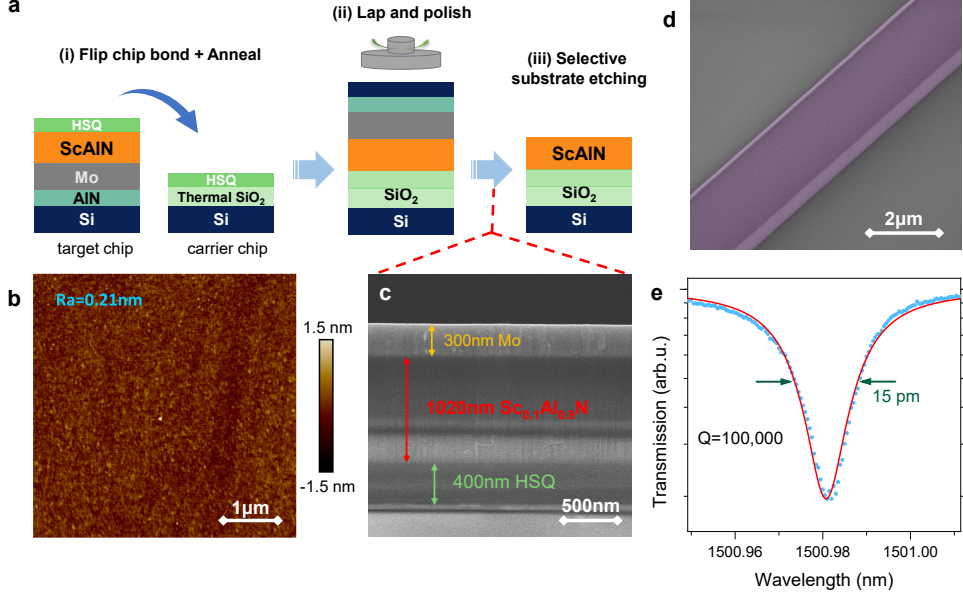 a
(i) Flip chip bond + Anneal
HSQ
ScAlN
Mo
AlN
Si
target chip
HSQ
Thermal SiO₂
Si
carrier chip
(ii) Lap and polish
SiO₂
Si
(iii) Selective
substrate etching
ScAlN
SiO₂
Si
b
Ra=0.21nm
1μm
1.5 nm
-1.5 nm
c
300nm Mo
1020nm Sc₀.₁Al₀.₉N
400nm HSQ
500nm
d
2μm
e
Transmission (arb.u.)
15 pm
Q=100,000
1500.96
1500.98
1501.00
Wavelength (nm)